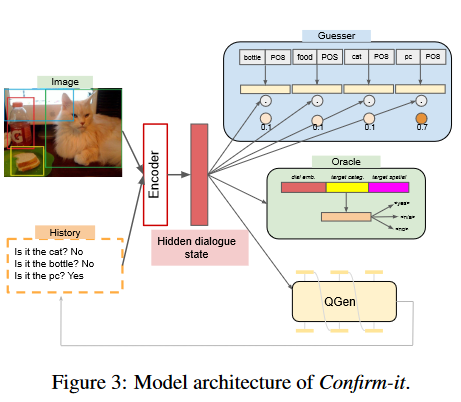 Guesser
bottle POS food POS cat POS pc POS
0.1 0.1 0.1 0.7
Image
Encoder
Oracle
dial emb. target categ. target spatial
<yes>
<n/a>
<no>
Hidden dialogue
state
History
Is it the cat? No
Is it the bottle? No
Is it the pc? Yes
QGen
Figure 3: Model architecture of Confirm-it.